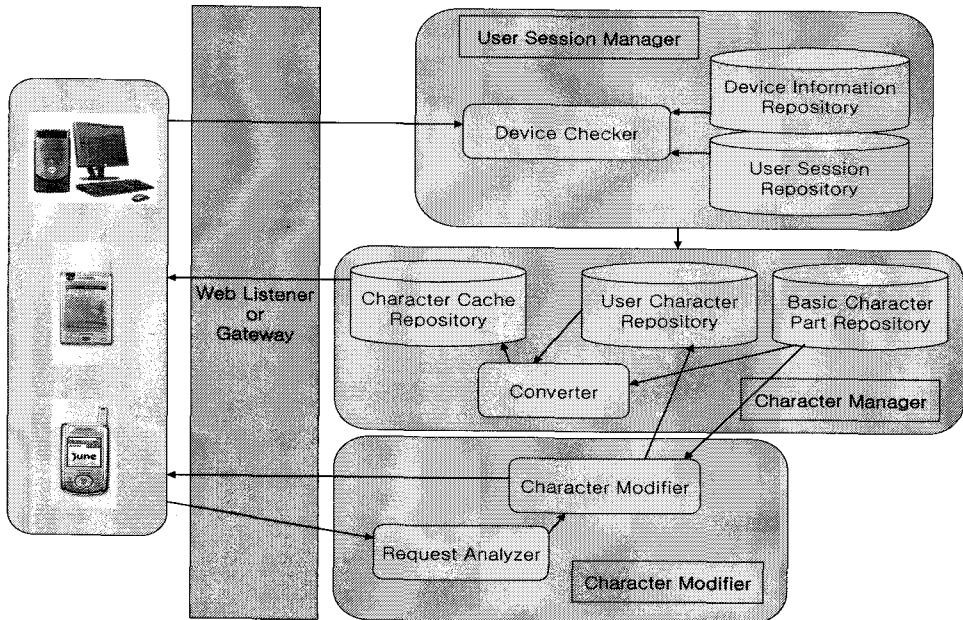 User Session Manager
Device Information
Repository
Device Checker
User Session
Repository
Web Listener
or
Gateway
Character Cache
Repository
User Character
Repository
Basic Character
Part Repository
Converter
Character Manager
June
Character Modifier
Request Analyzer
Character Modifier